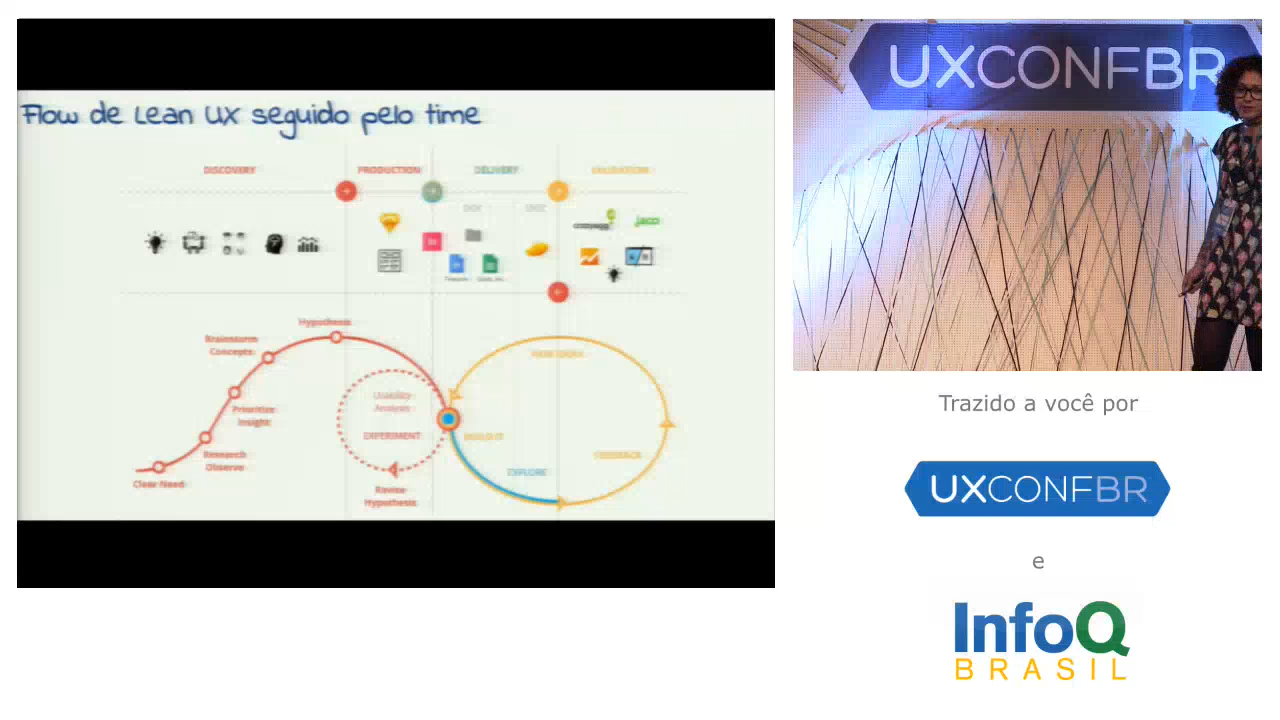 Flow de Lean UX seguido pelo time
DISCOVERY
PRODUCTION
DELIVERY
VALIDATION
crazyegg
jaco
Hypothesis
Brainstorm
Concepts
Prioritize
Insight
Research
Observe
Clear Need
Usability
Analysis
EXPERIMENT
Revise
Hypothesis
NEW IDEAS
BUILD IT
EXPLORE
FEEDBACK
UXCONFBR
Trazido a você por
UXCONFBR
e
InfoQ
BRASIL